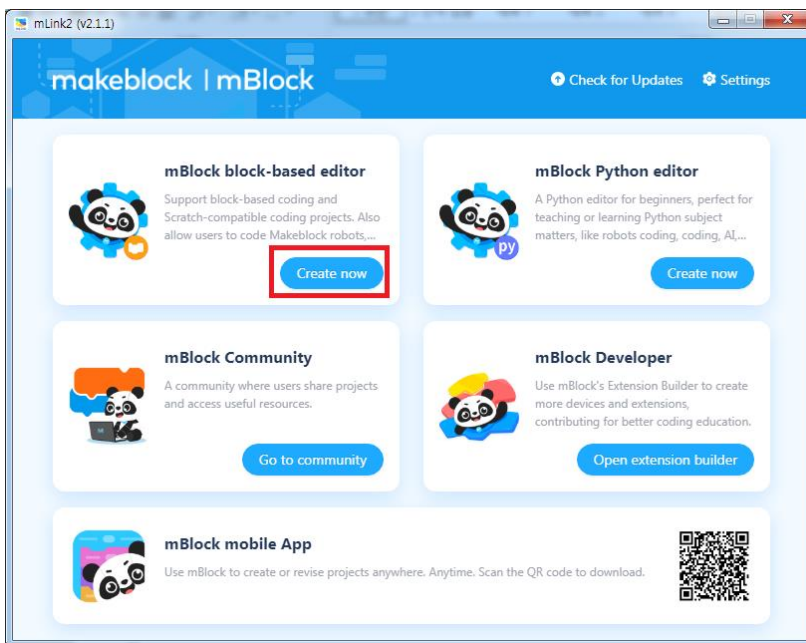 mLink2 (v2.1.1)
makeblock | mBlock
Check for Updates
Settings
mBlock block-based editor
Support block-based coding and
Scratch-compatible coding projects. Also
allow users to code Makeblock robots,...
Create now
mBlock Python editor
A Python editor for beginners, perfect for
teaching or learning Python subject
matters, like robots coding, coding, AI,...
py
Create now
mBlock Community
A community where users share projects
and access useful resources.
Go to community
mBlock Developer
Use mBlock's Extension Builder to create
more devices and extensions,
contributing for better coding education.
Open extension builder
mBlock mobile App
Use mBlock to create or revise projects anywhere. Anytime. Scan the QR code to download.